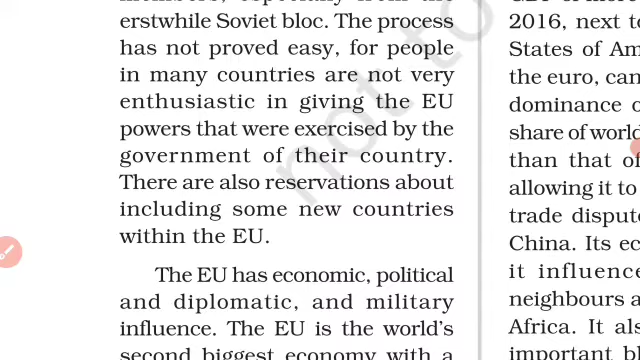 members, especially from the
erstwhile Soviet bloc. The process
has not proved easy, for people
in many countries are not very
enthusiastic in giving the EU
powers that were exercised by the
government of their country.
There are also reservations about
including some new countries
within the EU.
The EU has economic, political
and diplomatic, and military
influence. The EU is the world's
second biggest economy with a
2016, next to
States of Am
the euro, can
dominance o
share of world
than that of
allowing it to
trade dispute
China. Its ec
it influence
neighbours a
Africa. It als
important bl
not to